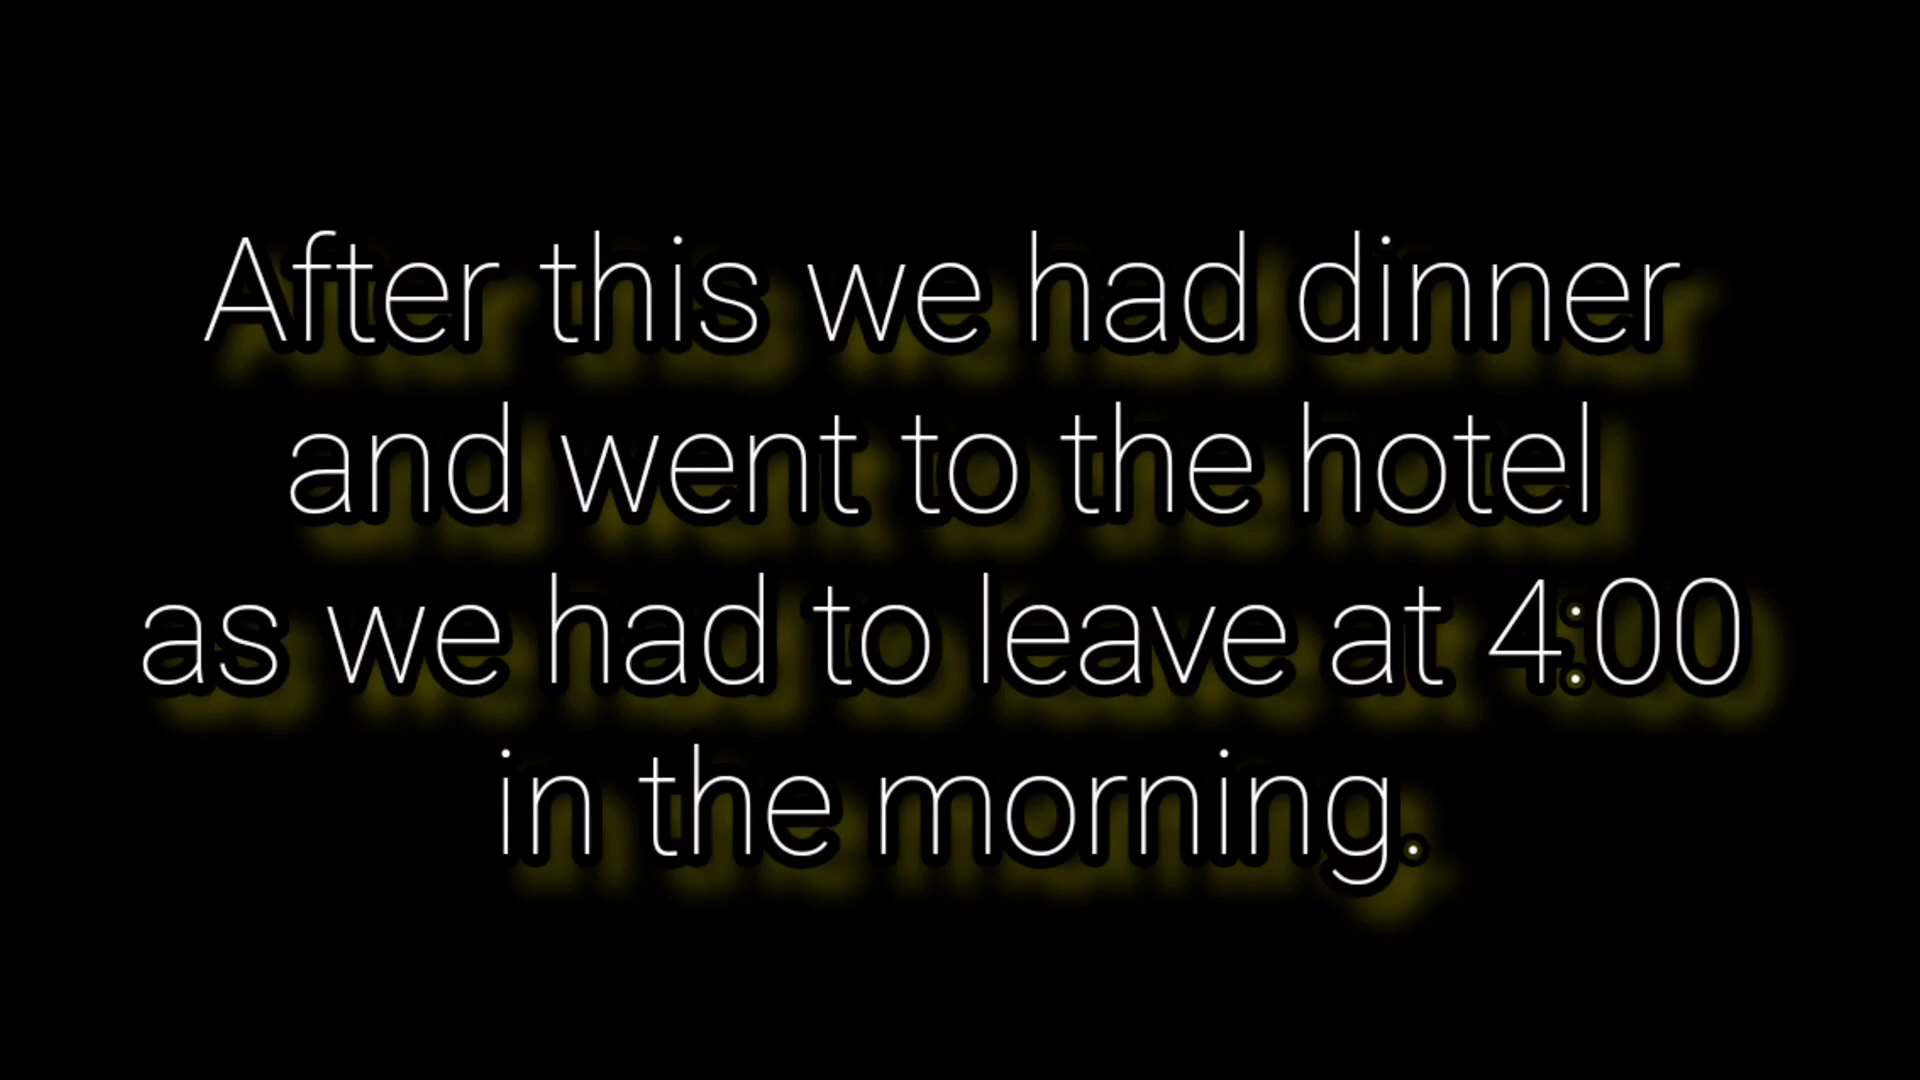 After this we had dinner
and went to the hotel
as we had to leave at 4:00
in the morning.